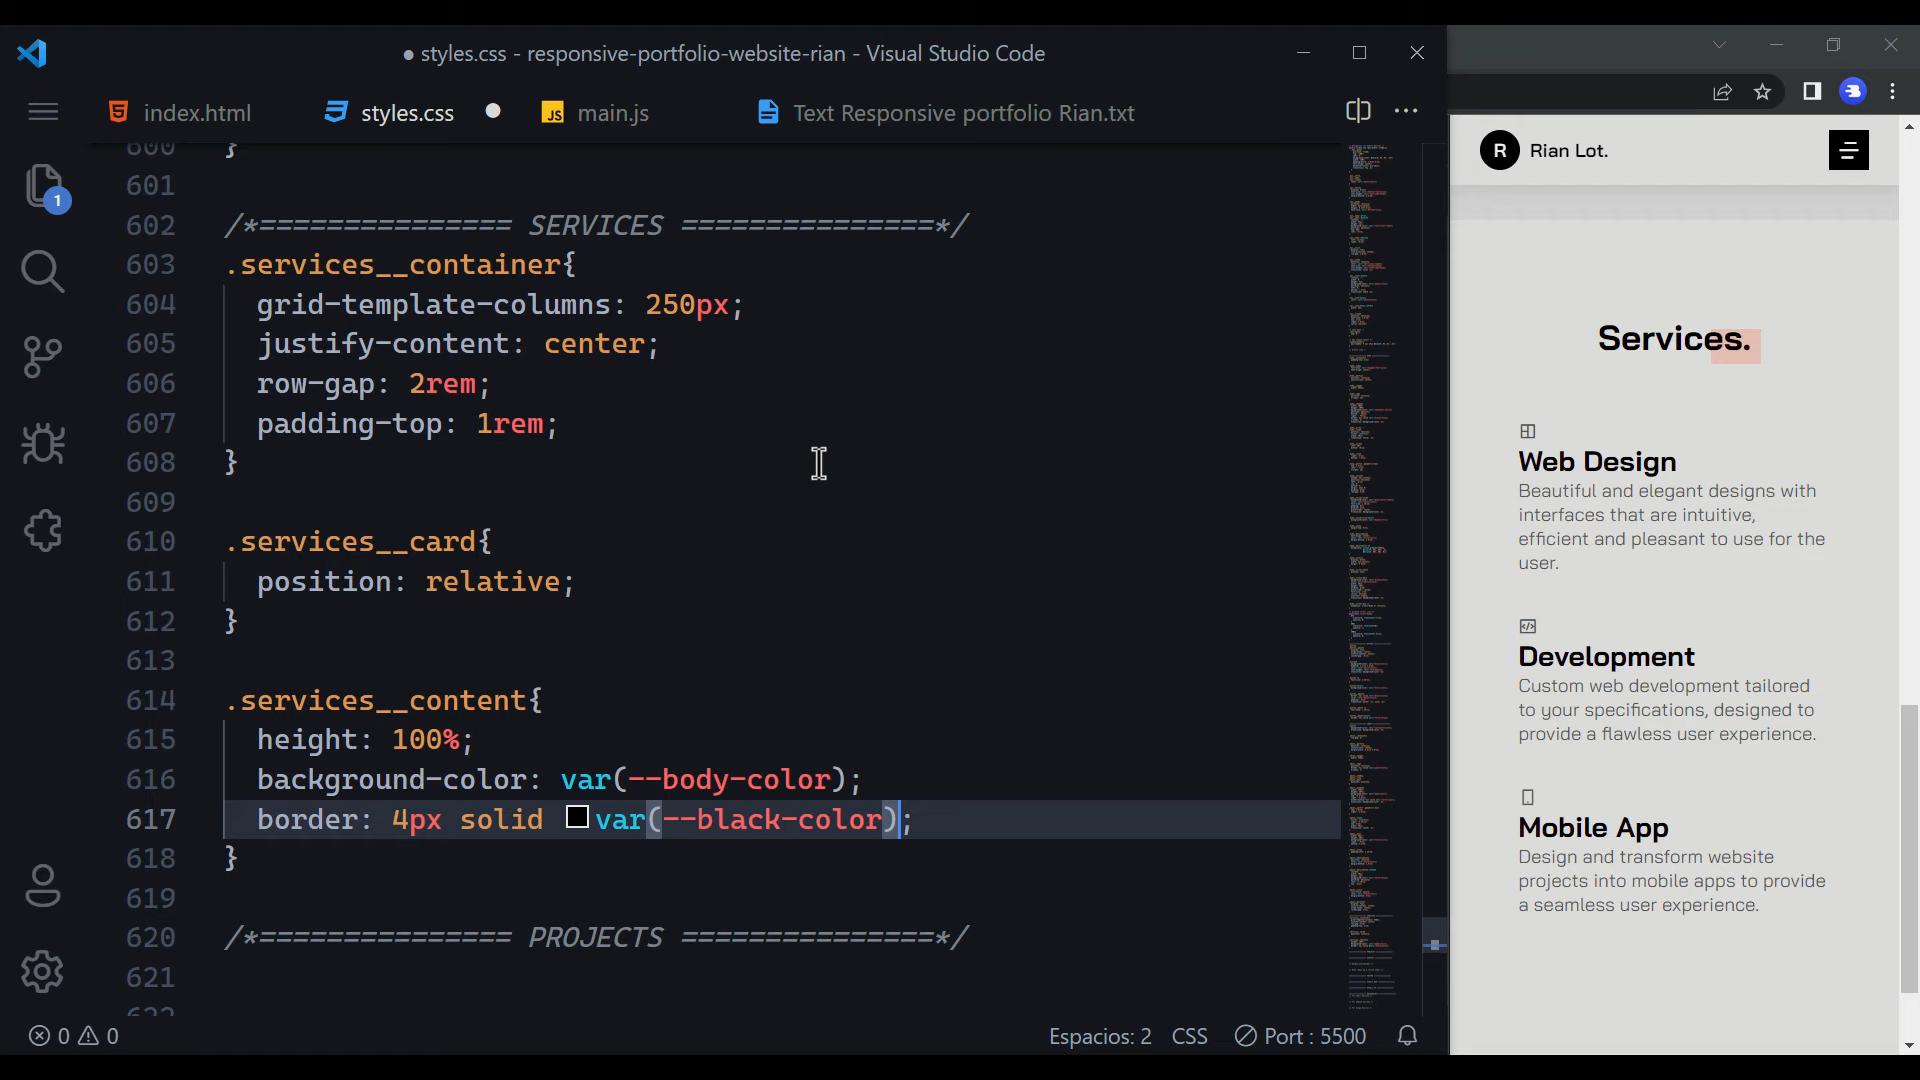 ● styles.css - responsive-portfolio-website-rian - Visual Studio Code
index.html
styles.css
JS main.js
Text Responsive portfolio Rian.txt
600 }
601
602 /*=============== SERVICES ===============*/
603 .services__container{
604 grid-template-columns: 250px;
605 justify-content: center;
606 row-gap: 2rem;
607 padding-top: 1rem;
608 }
609
610 .services__card{
611 position: relative;
612 }
613
614 .services__content{
615 height: 100%;
616 background-color: var(--body-color);
617 border: 4px solid var(--black-color);
618 }
619
620 /*=============== PROJECTS ===============*/
621
622
1
0 0
Espacios: 2 CSS Port : 5500
R Rian Lot.
Services.
Web Design
Beautiful and elegant designs with
interfaces that are intuitive,
efficient and pleasant to use for the
user.
Development
Custom web development tailored
to your specifications, designed to
provide a flawless user experience.
Mobile App
Design and transform website
projects into mobile apps to provide
a seamless user experience.